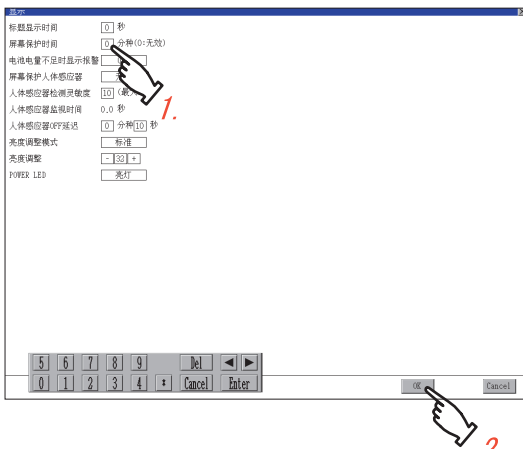 显示
标题显示时间 0 秒
屏幕保护时间 0 分种(0:无效)
电池电量不足时显示报警
屏幕保护人体感应器
人体感应器检测灵敏度 10
1.
人体感应器监视时间 0.0 秒
人体感应器OFF延迟 0 分种 10 秒
亮度调整模式 标准
亮度调整 - 32 +
POWER LED 亮灯
5 6 7 8 9 Del ◀ ▶
0 1 2 3 4 Cancel Enter
OK Cancel
2